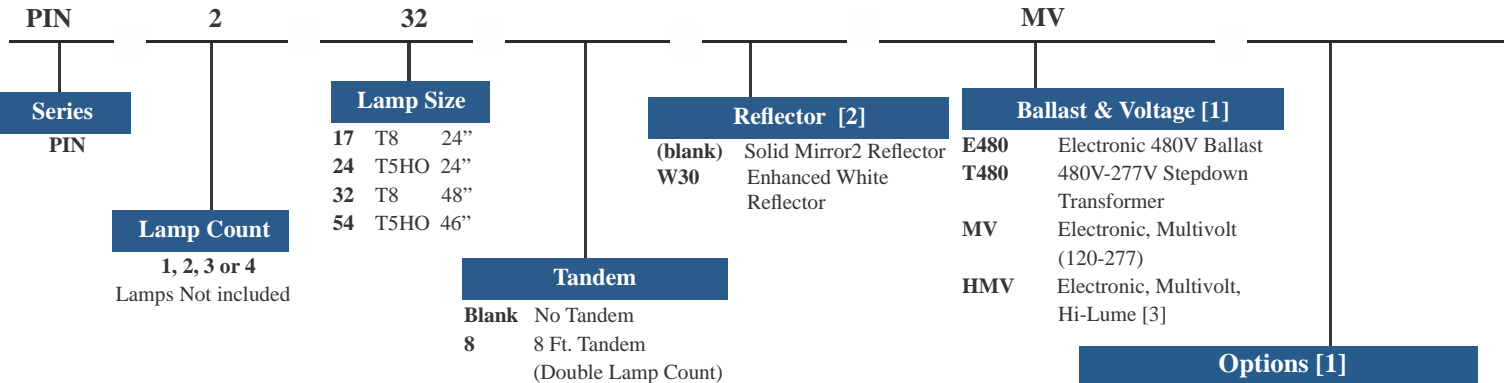 PIN 2 32 MV
Series
PIN
Lamp Count
1, 2, 3 or 4
Lamps Not included
Lamp Size
17 T8 24”
24 T5HO 24”
32 T8 48”
54 T5HO 46”
Tandem
Blank No Tandem
8 8 Ft. Tandem
(Double Lamp Count)
Reflector [2]
(blank) Solid Mirror2 Reflector
W30 Enhanced White
Reflector
Ballast & Voltage [1]
E480 Electronic 480V Ballast
T480 480V-277V Stepdown
Transformer
MV Electronic, Multivolt
(120-277)
HMV Electronic, Multivolt,
Hi-Lume [3]
Options [1]